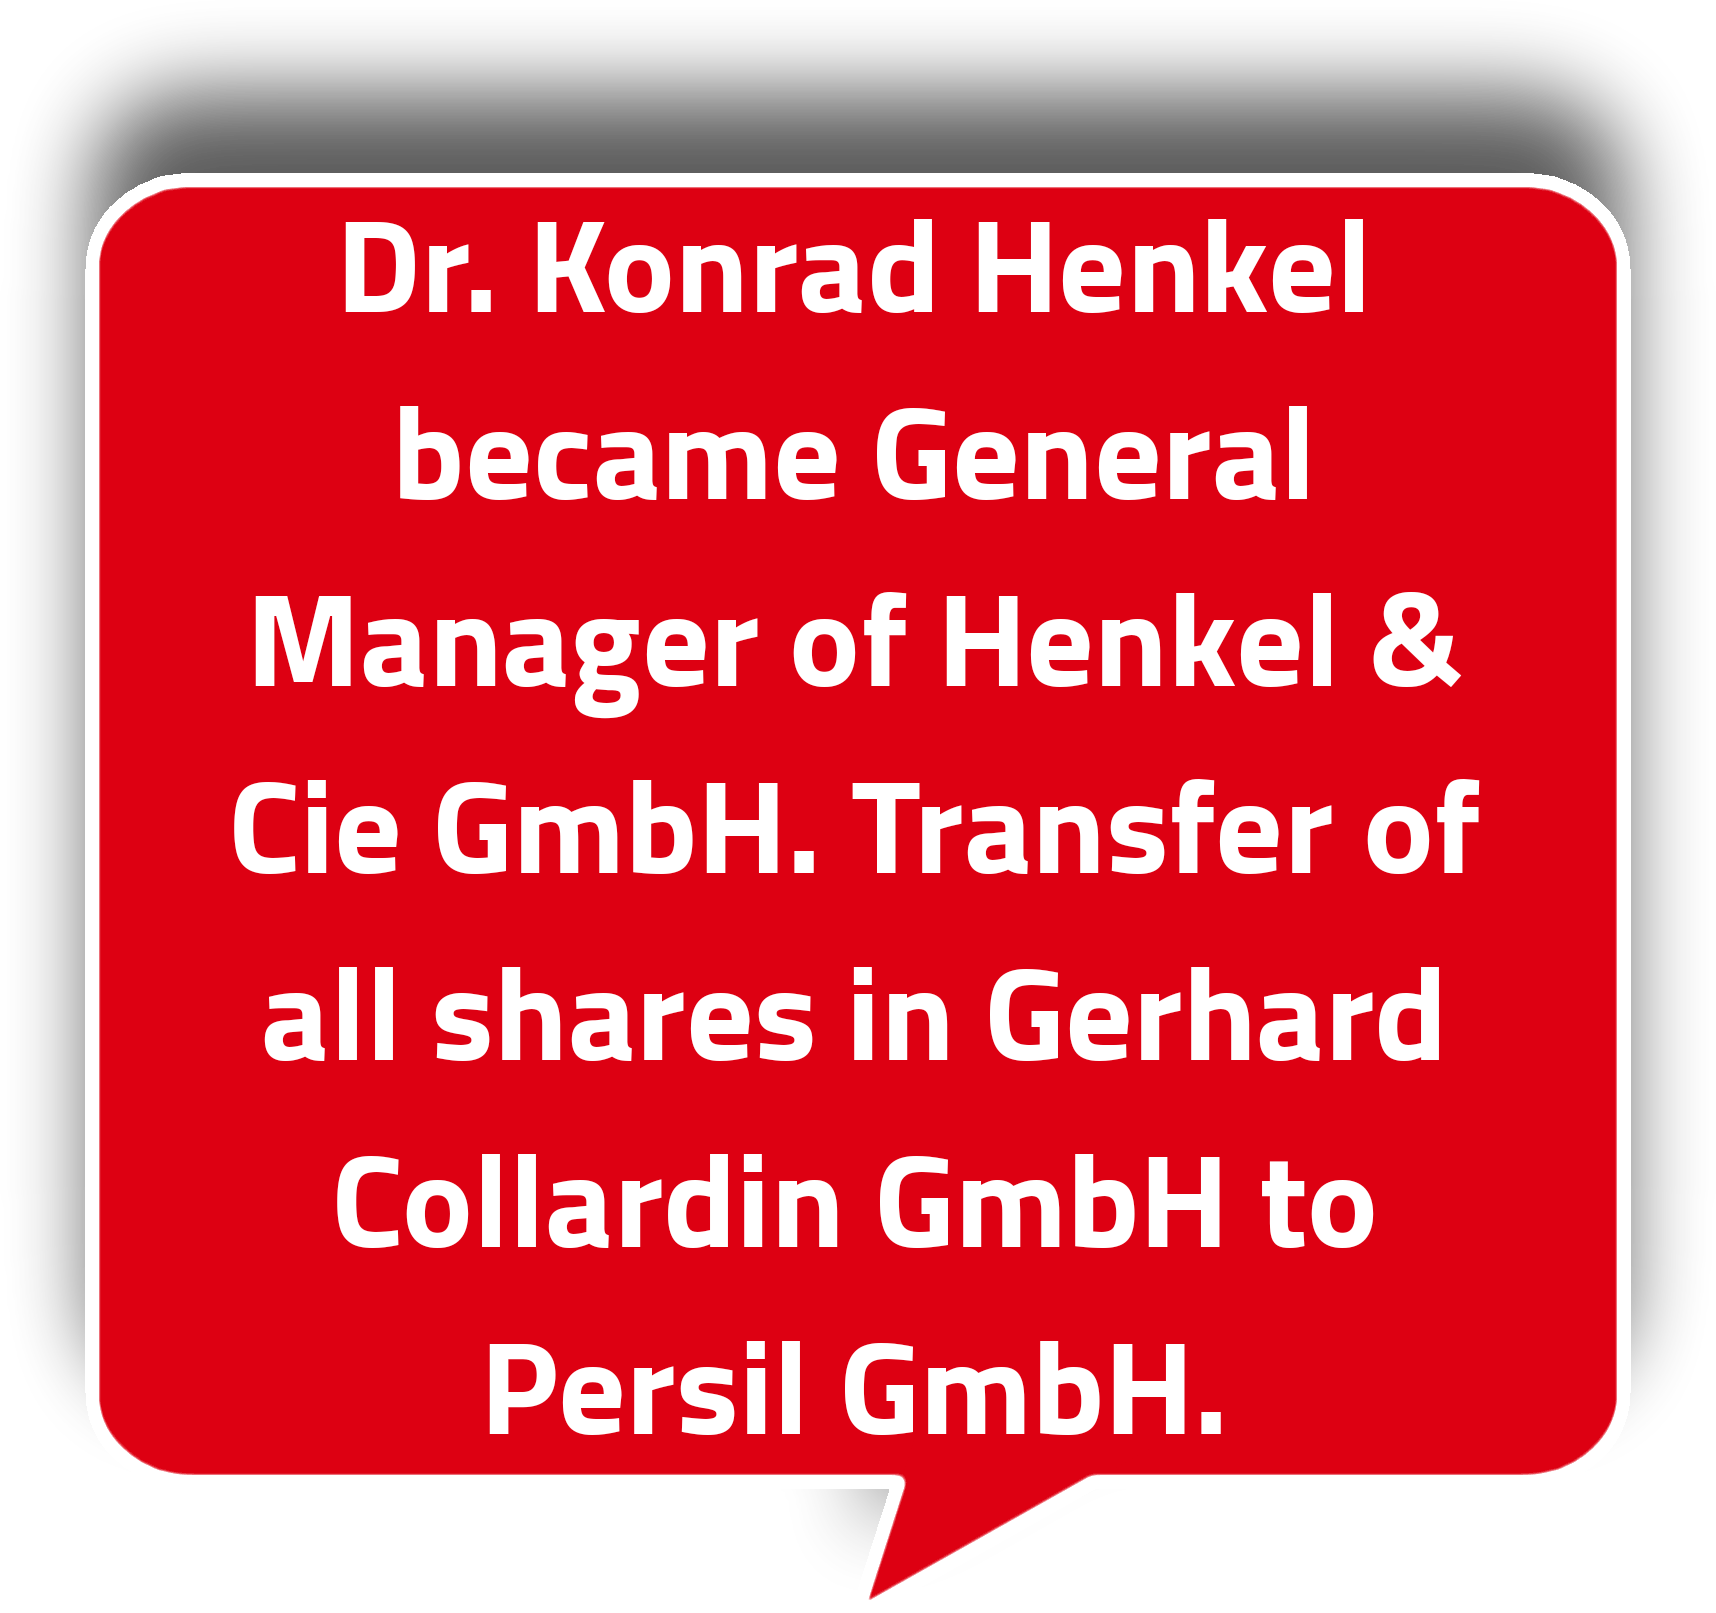 Dr. Konrad Henkel
became General
Manager of Henkel &
Cie GmbH. Transfer of
all shares in Gerhard
Collardin GmbH to
Persil GmbH.